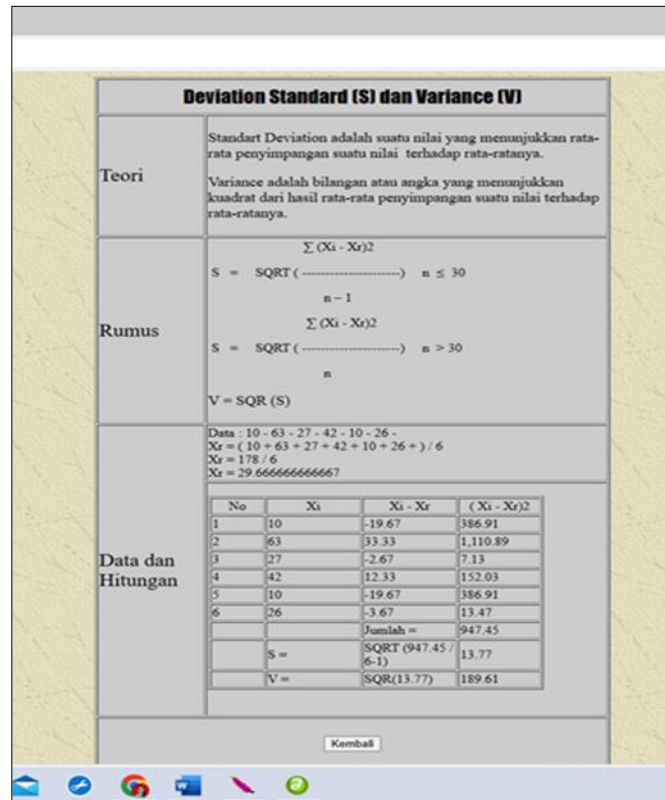 Deviation Standard (S) dan Variance (V)
Teori
Standart Deviation adalah suatu nilai yang menunjukkan rata-
rata penyimpangan suatu nilai terhadap rata-ratanya.
Variance adalah bilangan atau angka yang menunjukkan
kuadrat dari hasil rata-rata penyimpangan suatu nilai terhadap
rata-ratanya.
Rumus
∑ (Xi - Xr)2
S = SQRT ( ----------------------) n ≤ 30
n – 1
∑ (Xi - Xr)2
S = SQRT ( ----------------------) n > 30
n
V = SQR (S)
Data dan
Hitungan
Data : 10 - 63 - 27 - 42 - 10 - 26 -
Xr = ( 10 + 63 + 27 + 42 + 10 + 26 + ) / 6
Xr = 178 / 6
Xr = 29.666666666667
No Xi Xi - Xr ( Xi - Xr)2
1 10 -19.67 386.91
2 63 33.33 1,110.89
3 27 -2.67 7.13
4 42 12.33 152.03
5 10 -19.67 386.91
6 26 -3.67 13.47
Jumlah = 947.45
S = SQRT (947.45 / 13.77
6-1)
V = SQR(13.77) 189.61
Kembali